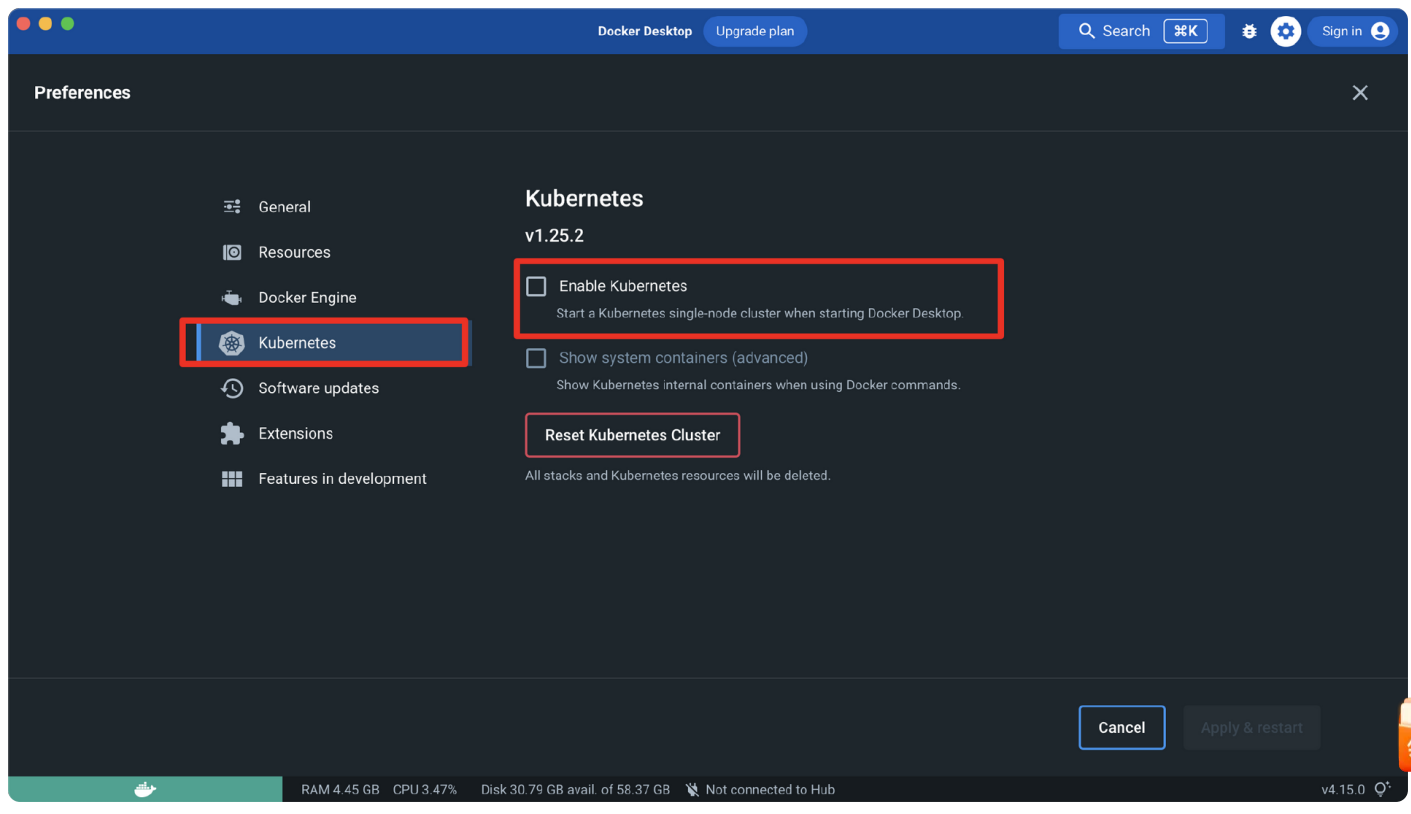 Docker Desktop
Upgrade plan
Search
⌘K
Sign in
Preferences
General
Resources
Docker Engine
Kubernetes
Software updates
Extensions
Features in development
Kubernetes
v1.25.2
Enable Kubernetes
Start a Kubernetes single-node cluster when starting Docker Desktop.
Show system containers (advanced)
Show Kubernetes internal containers when using Docker commands.
Reset Kubernetes Cluster
All stacks and Kubernetes resources will be deleted.
Cancel
Apply & restart
RAM 4.45 GB CPU 3.47% Disk 30.79 GB avail. of 58.37 GB Not connected to Hub
v4.15.0